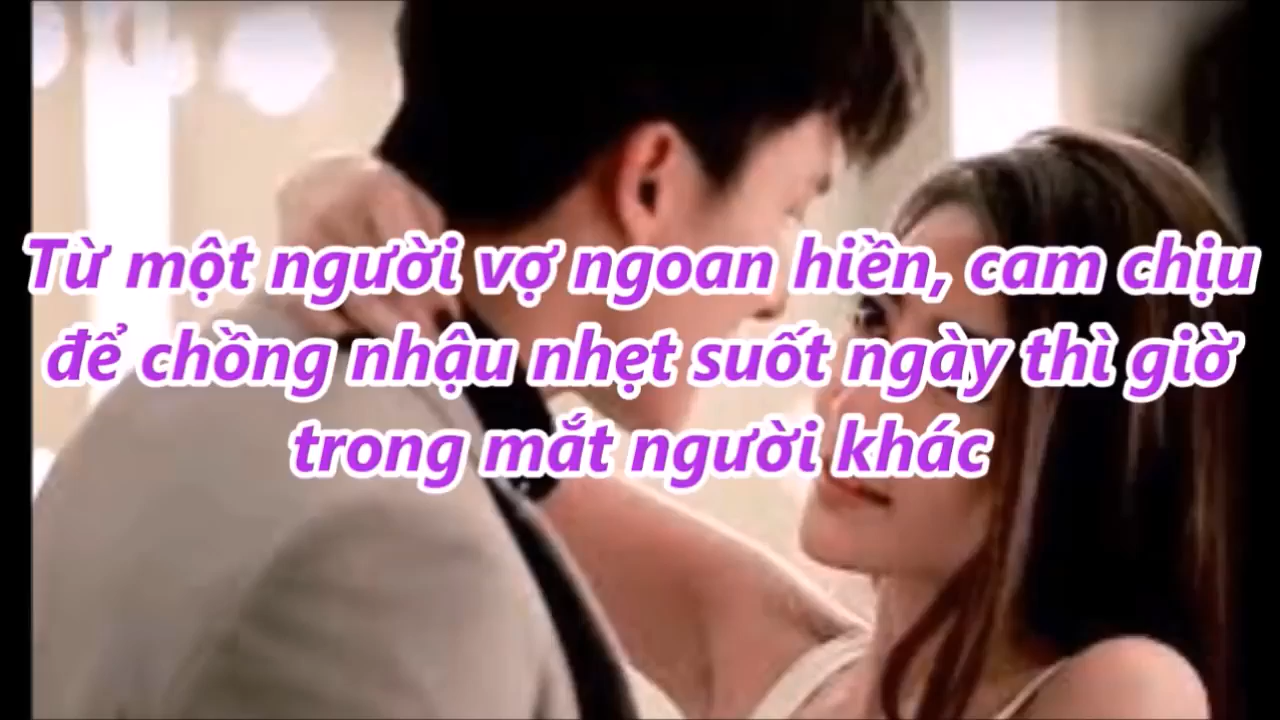 Từ một người vợ ngoan hiền, cam chịu
để chồng nhậu nhẹt suốt ngày thì giờ
trong mắt người khác